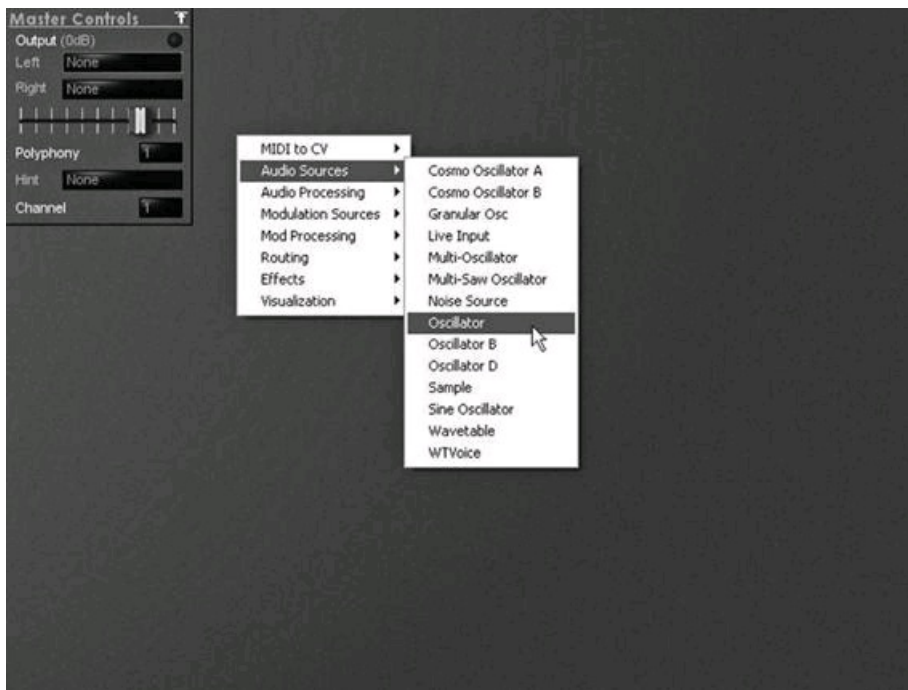 Master Controls
Output (0dB)
Left None
Right None
Polyphony 1
Hint None
Channel 1
MIDI to CV
Audio Sources
Audio Processing
Modulation Sources
Mod Processing
Routing
Effects
Visualization
Cosmo Oscillator A
Cosmo Oscillator B
Granular Osc
Live Input
Multi-Oscillator
Multi-Saw Oscillator
Noise Source
Oscillator
Oscillator B
Oscillator D
Sample
Sine Oscillator
Wavetable
WTVoice